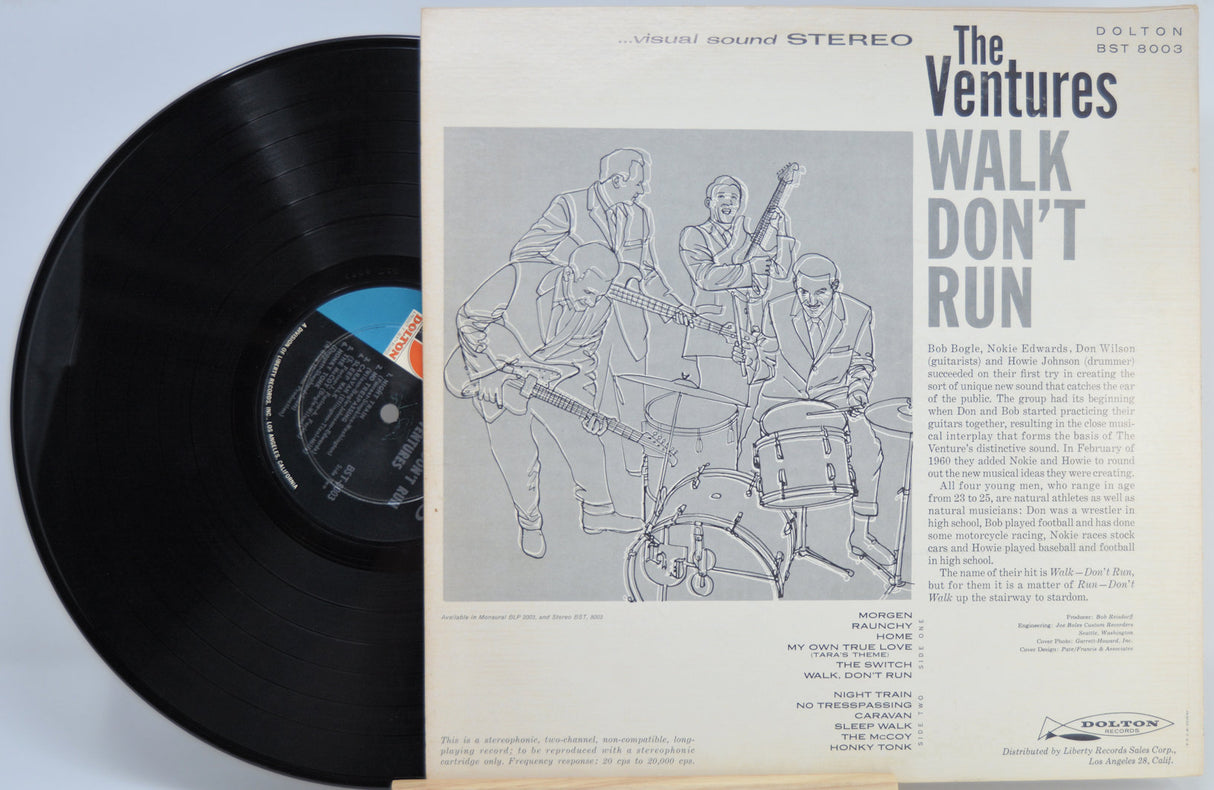 ...visual sound STEREO
The
Ventures
DOLTON
BST 8003
WALK
DON'T
RUN
Bob Bogle, Nokie Edwards, Don Wilson
(guitarists) and Howie Johnson (drummer)
succeeded on their first try in creating the
sort of unique new sound that catches the ear
of the public. The group had its beginning
when Don and Bob started practicing their
guitars together, resulting in the close musi-
cal interplay that forms the basis of The
Venture's distinctive sound. In February of
1960 they added Nokie and Howie to round
out the new musical ideas they were creating.
All four young men, who range in age
from 23 to 25, are natural athletes as well as
natural musicians: Don was a wrestler in
high school, Bob played football and has done
some motorcycle racing, Nokie races stock
cars and Howie played baseball and football
in high school.
The name of their hit is Walk—Don't Run,
but for them it is a matter of Run—Don't
Walk up the stairway to stardom.
Producer: Bob Reisdorff
Engineering: Joe Boles Custom Recorders
Seattle, Washington
Cover Photo: Garrett-Howard, Inc.
Cover Design: Pate/Francis & Associates
Available in Monaural BLP 2003, and Stereo BST, 8003
MORGEN
RAUNCHY
HOME
MY OWN TRUE LOVE
(TARA'S THEME)
THE SWITCH
WALK, DON'T RUN
SIDE ONE
NIGHT TRAIN
NO TRESSPASSING
CARAVAN
SLEEP WALK
THE McCOY
HONKY TONK
SIDE TWO
This is a stereophonic, two-channel, non-compatible, long-
playing record; to be reproduced with a stereophonic
cartridge only. Frequency response: 20 cps to 20,000 cps.
DOLTON
RECORDS
Distributed by Liberty Records Sales Corp.,
Los Angeles 28, Calif.
DOLTON
A DIVISION OF LIBERTY RECORDS, INC., LOS ANGELES, CALIFORNIA
BST-8003